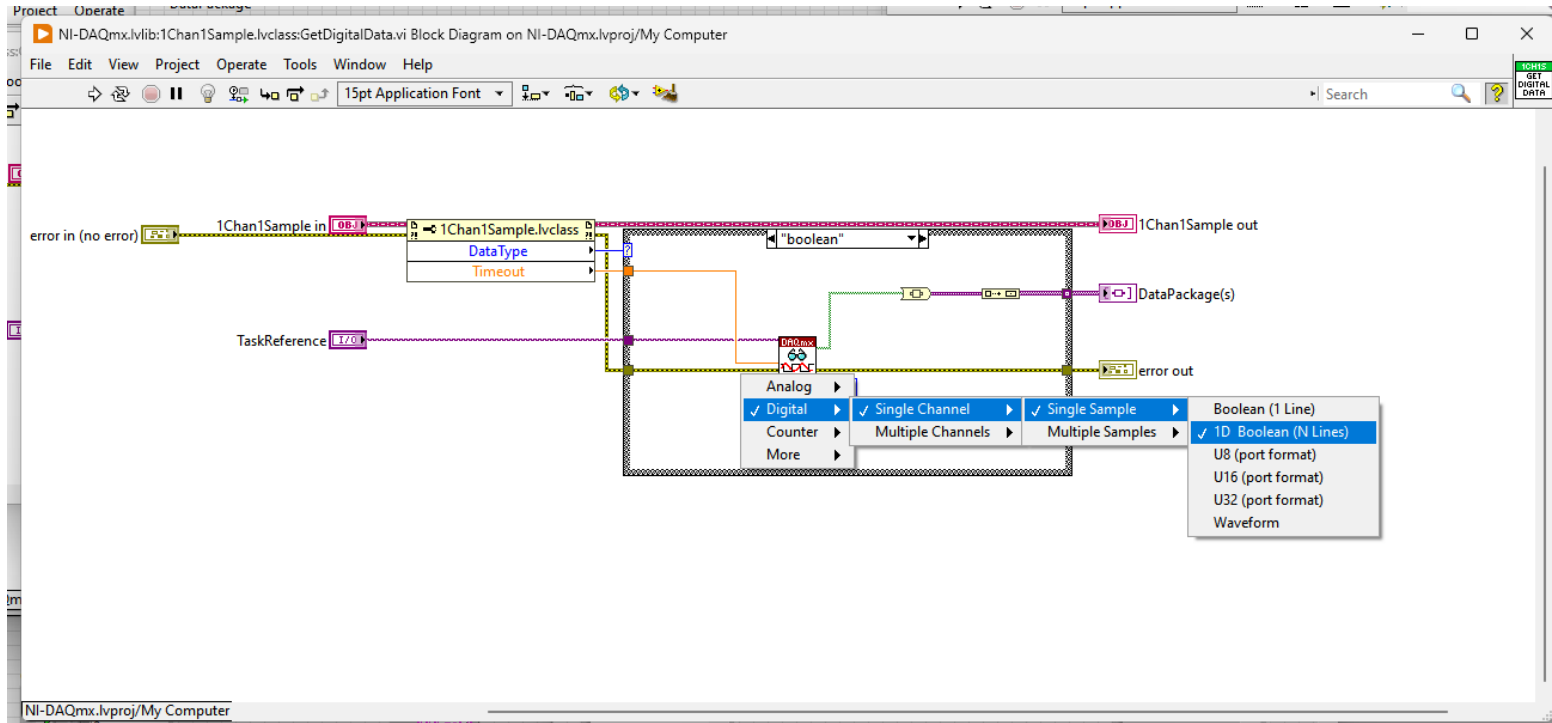 Project Operate DataPackage
NI-DAQmx.lvlib:1Chan1Sample.lvclass:GetDigitalData.vi Block Diagram on NI-DAQmx.lvproj/My Computer
File Edit View Project Operate Tools Window Help
15pt Application Font
Search
1CH1S
GET
DIGITAL
DATA
error in (no error)
1Chan1Sample in
OBJ
1Chan1Sample.lvclass
DataType
Timeout
?
"boolean"
OBJ
1Chan1Sample out
DataPackage(s)
TaskReference
I/O
DAQmx
error out
Analog
Digital
Counter
More
Single Channel
Multiple Channels
Single Sample
Multiple Samples
Boolean (1 Line)
1D Boolean (N Lines)
U8 (port format)
U16 (port format)
U32 (port format)
Waveform
NI-DAQmx.lvproj/My Computer